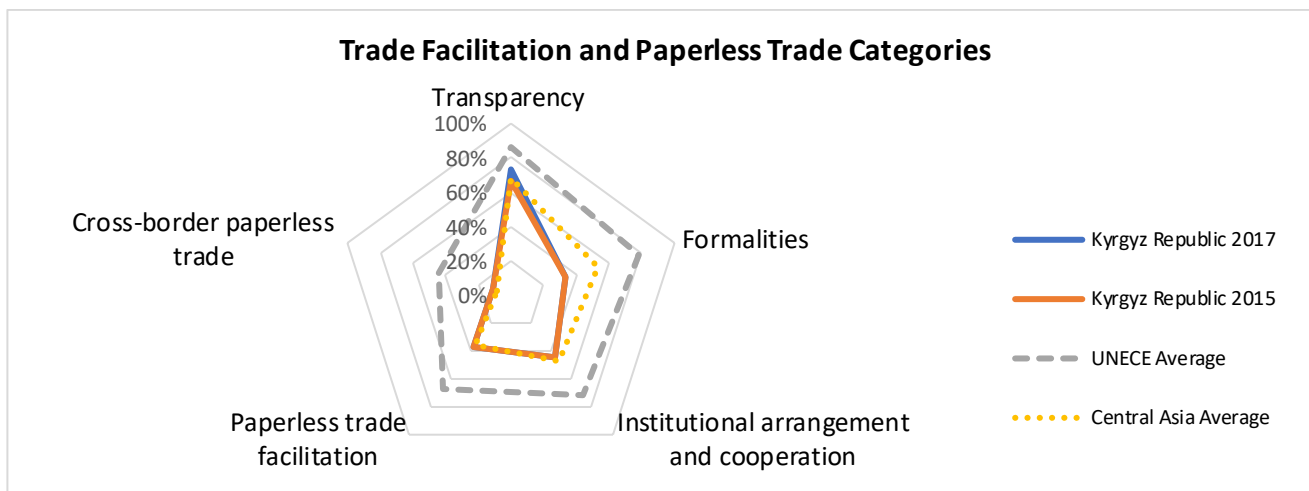 Trade Facilitation and Paperless Trade Categories
Transparency
100%
80%
60%
40%
20%
0%
Formalities
Institutional arrangement
and cooperation
Paperless trade
facilitation
Cross-border paperless
trade
Kyrgyz Republic 2017
Kyrgyz Republic 2015
UNECE Average
Central Asia Average